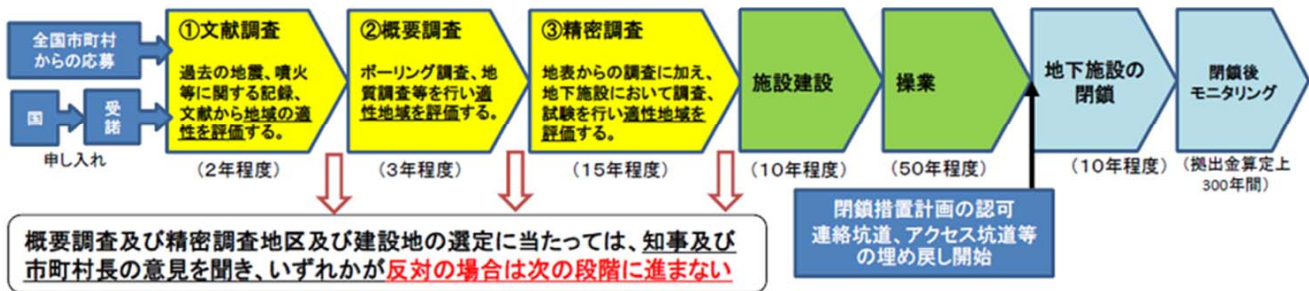 全国市町村
からの応募
国
受
諾
申し入れ
①文献調査
過去の地震、噴火
等に関する記録、
文献から地域の適
性を評価する。
(2年程度)
②概要調査
ボーリング調査、地
質調査等を行い適
性地域を評価する。
(3年程度)
③精密調査
地表からの調査に加え、
地下施設において調査、
試験を行い適性地域を
評価する。
(15年程度)
施設建設
(10年程度)
操業
(50年程度)
地下施設の
閉鎖
(10年程度)
閉鎖後
モニタリング
(拠出金算定上
300年間)
概要調査及び精密調査地区及び建設地の選定に当たっては、知事及び
市町村長の意見を聞き、いずれかが反対の場合は次の段階に進まない
閉鎖措置計画の認可
連絡坑道、アクセス坑道等
の埋め戻し開始